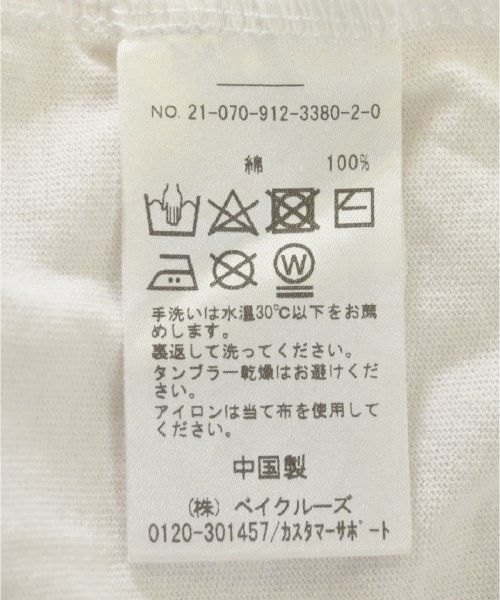 NO. 21-070-912-3380-2-0
綿 100%
W
手洗いは水温30℃以下をお薦
めします。
裏返して洗ってください。
タンブラー乾燥はお避けくだ
さい。
アイロンは当て布を使用して
ください。
中国製
(株) ベイクルーズ
0120-301457/カスタマーサポート